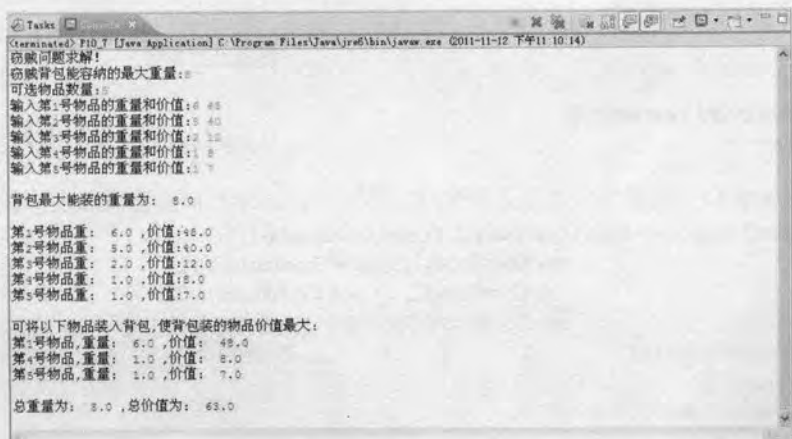 Tasks
<terminated> P10_7 [Java Application] C:\Program Files\Java\jre6\bin\javaw.exe (2011-11-12 下午11:10:14)
窃贼问题求解!
窃贼背包能容纳的最大重量:8
可选物品数量:5
输入第1号物品的重量和价值:6 48
输入第2号物品的重量和价值:5 40
输入第3号物品的重量和价值:2 12
输入第4号物品的重量和价值:1 8
输入第5号物品的重量和价值:1 7
背包最大能装的重量为: 8.0
第1号物品重: 6.0 ,价值:48.0
第2号物品重: 5.0 ,价值:40.0
第3号物品重: 2.0 ,价值:12.0
第4号物品重: 1.0 ,价值:8.0
第5号物品重: 1.0 ,价值:7.0
可将以下物品装入背包,使背包装的物品价值最大:
第1号物品,重量: 6.0 ,价值: 48.0
第4号物品,重量: 1.0 ,价值: 8.0
第5号物品,重量: 1.0 ,价值: 7.0
总重量为: 8.0 ,总价值为: 63.0